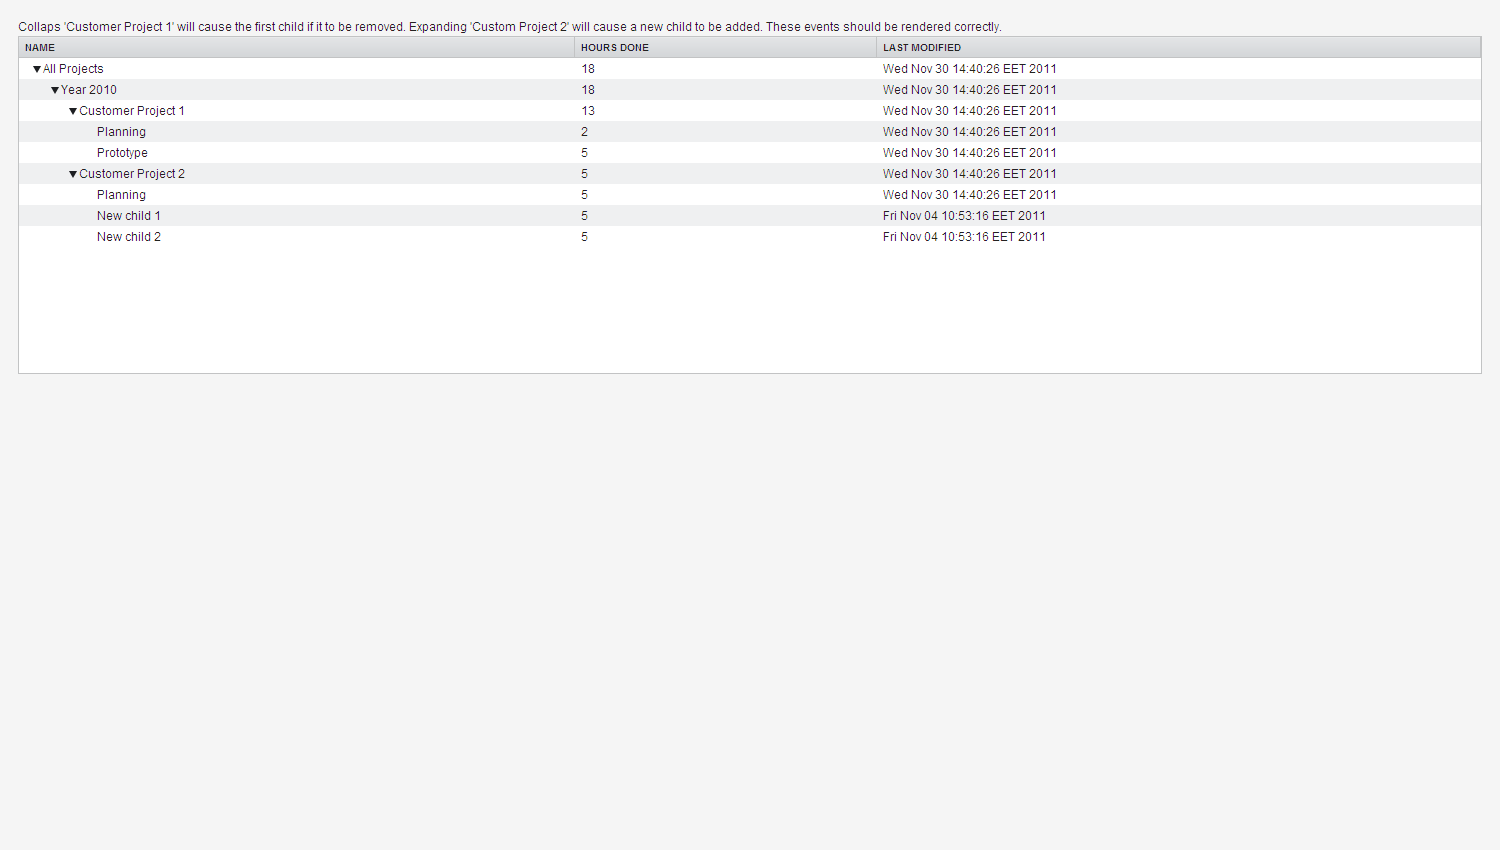 Collaps 'Customer Project 1' will cause the first child if it to be removed. Expanding 'Custom Project 2' will cause a new child to be added. These events should be rendered correctly.
NAME HOURS DONE LAST MODIFIED
All Projects 18 Wed Nov 30 14:40:26 EET 2011
Year 2010 18 Wed Nov 30 14:40:26 EET 2011
Customer Project 1 13 Wed Nov 30 14:40:26 EET 2011
Planning 2 Wed Nov 30 14:40:26 EET 2011
Prototype 5 Wed Nov 30 14:40:26 EET 2011
Customer Project 2 5 Wed Nov 30 14:40:26 EET 2011
Planning 5 Wed Nov 30 14:40:26 EET 2011
New child 1 5 Fri Nov 04 10:53:16 EET 2011
New child 2 5 Fri Nov 04 10:53:16 EET 2011